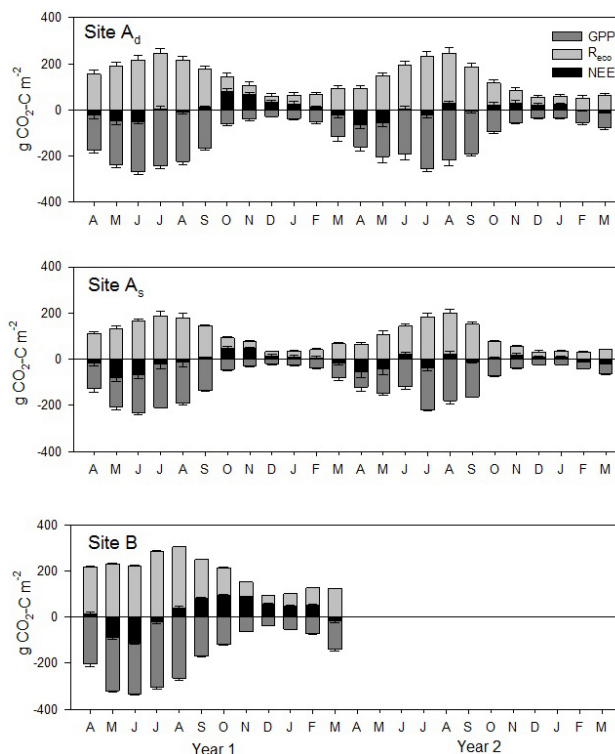 Site A_d
GPP
R_eco
NEE
g CO₂-C m⁻²
400
200
0
-200
-400
A M J J A S O N D J F M A M J J A S O N D J F M
Site A_s
g CO₂-C m⁻²
400
200
0
-200
-400
A M J J A S O N D J F M A M J J A S O N D J F M
Site B
g CO₂-C m⁻²
400
200
0
-200
-400
A M J J A S O N D J F M A M J J A S O N D J F M
Year 1 Year 2